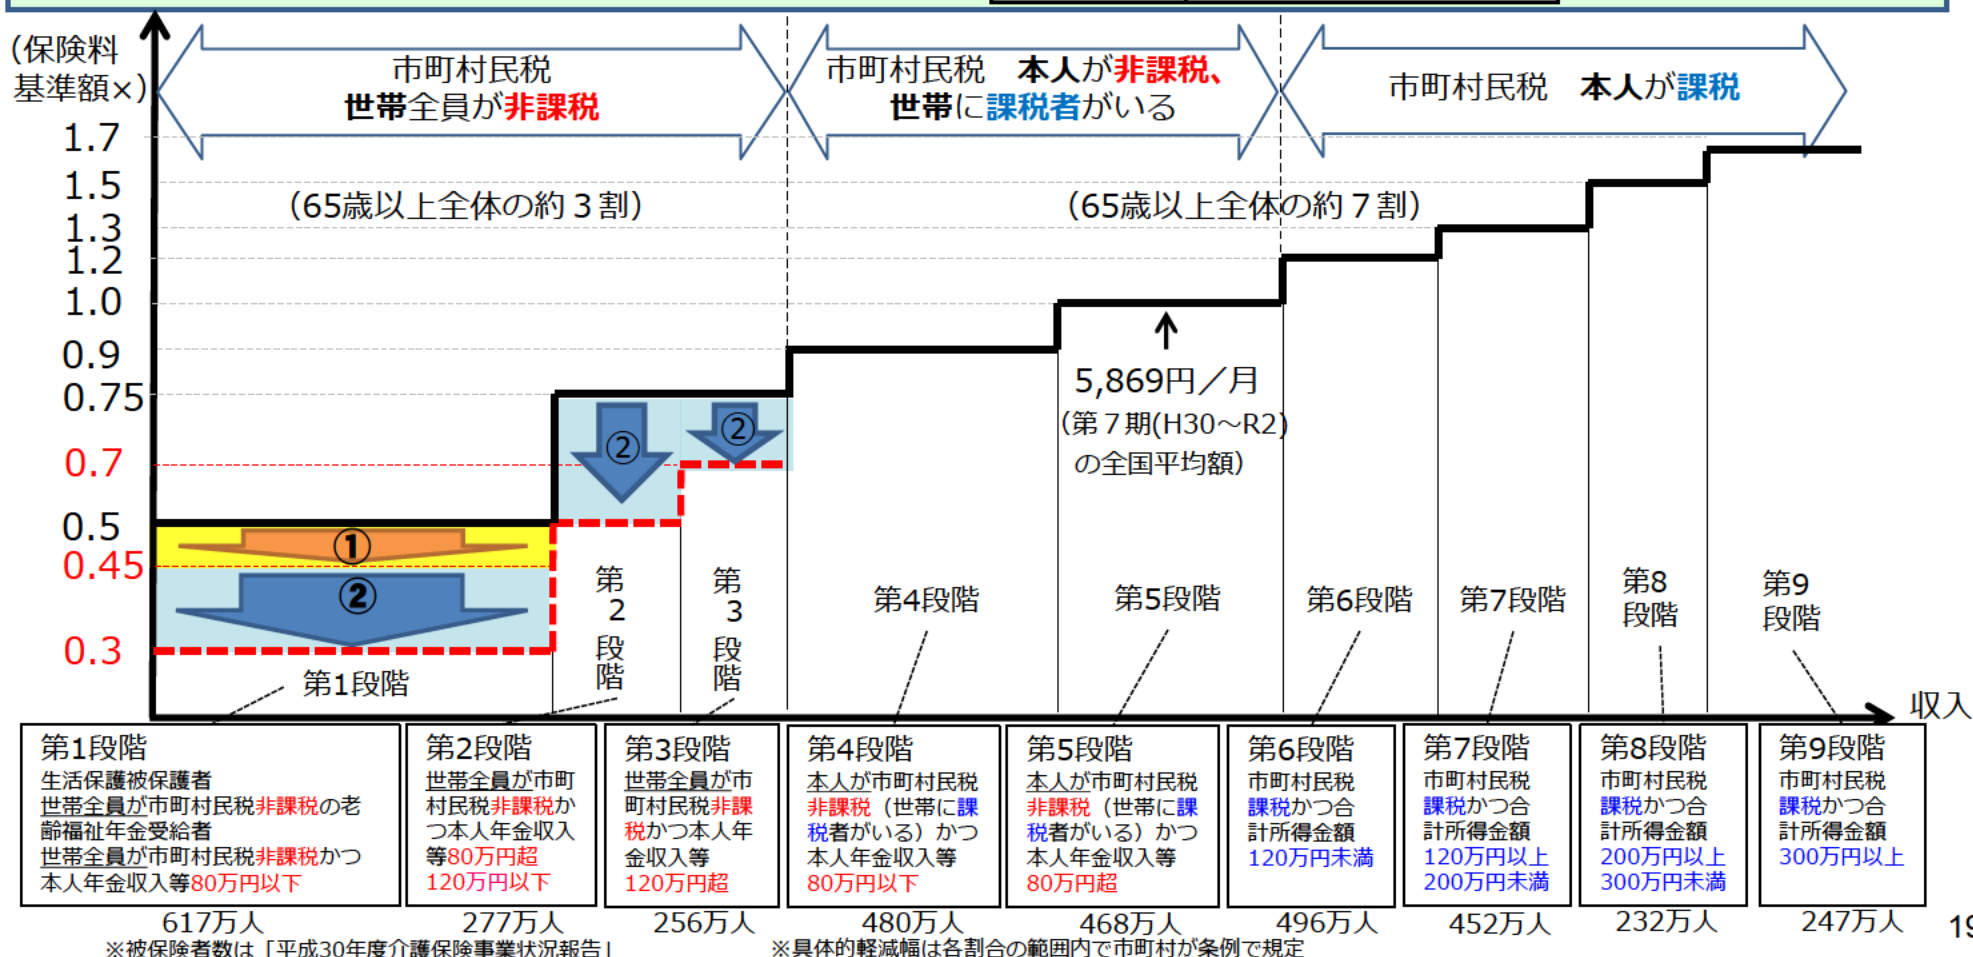 (保険料
基準額×)
市町村民税
世帯全員が非課税
市町村民税　本人が非課税、
世帯に課税者がいる
市町村民税　本人が課税
1.7
1.5
1.3
1.2
1.0
0.9
0.75
0.7
0.5
0.45
0.3
（65歳以上全体の約３割）
（65歳以上全体の約７割）
5,869円／月
（第７期(H30～R2)
の全国平均額）
②
②
①
②
第1段階
第２段階
第３段階
第4段階
第5段階
第6段階
第7段階
第8
段階
第9
段階
収入
第1段階
生活保護被保護者
世帯全員が市町村民税非課税の老
齢福祉年金受給者
世帯全員が市町村民税非課税かつ
本人年金収入等80万円以下
第2段階
世帯全員が市町
村民税非課税か
つ本人年金収入
等80万円超
120万円以下
第3段階
世帯全員が市
町村民税非課
税かつ本人年
金収入等
120万円超
第4段階
本人が市町村民税
非課税（世帯に課
税者がいる）かつ
本人年金収入等
80万円以下
第5段階
本人が市町村民税
非課税（世帯に課
税者がいる）かつ
本人年金収入等
80万円超
第6段階
市町村民税
課税かつ合
計所得金額
120万円未満
第7段階
市町村民税
課税かつ合
計所得金額
120万円以上
200万円未満
第8段階
市町村民税
課税かつ合
計所得金額
200万円以上
300万円未満
第9段階
市町村民税
課税かつ合
計所得金額
300万円以上
617万人
277万人
256万人
480万人
468万人
496万人
452万人
232万人
247万人
19
※被保険者数は「平成30年度介護保険事業状況報告」
※具体的軽減幅は各割合の範囲内で市町村が条例で規定